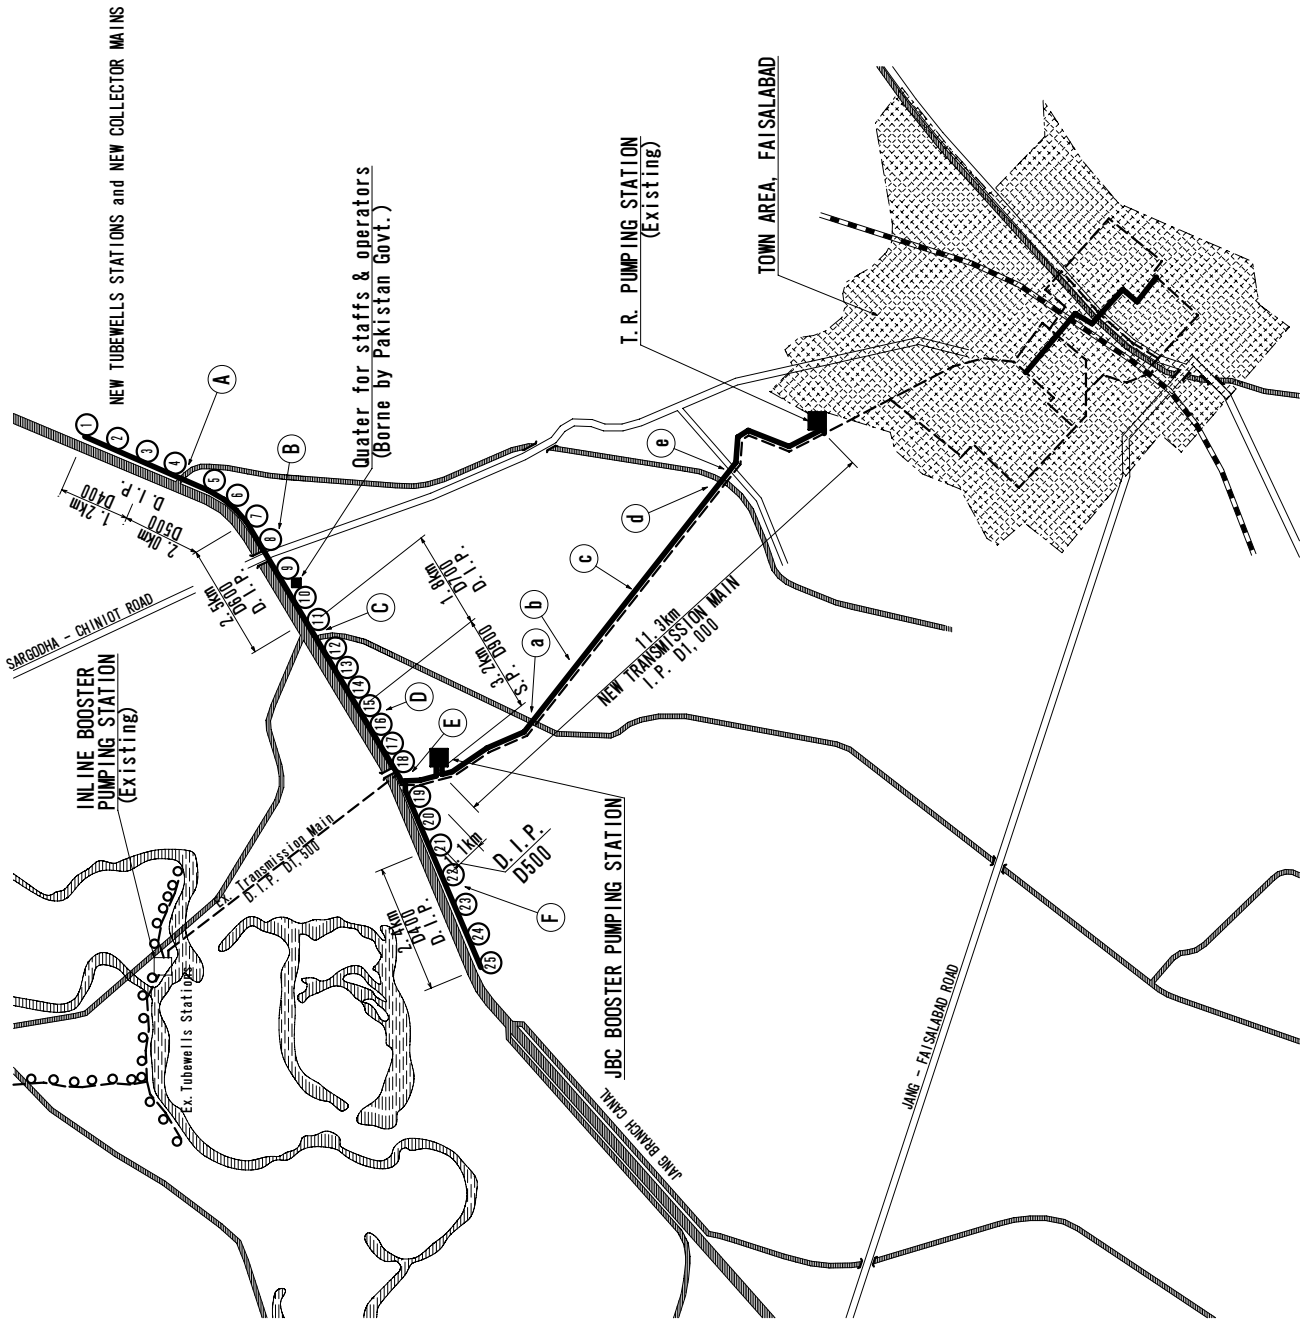 NEW TUBEWELLS STATIONS and NEW COLLECTOR MAINS
Quater for staffs & operators
(Borne by Pakistan Govt.)
T. R. PUMPING STATION
(Existing)
TOWN AREA, FAISALABAD
SARGODHA - CHINIOT ROAD
INLINE BOOSTER
PUMPING STATION
(Existing)
1
2
3
4
5
6
7
8
9
10
11
12
13
14
15
16
17
18
19
20
21
22
23
24
25
A
B
C
D
E
F
a
b
c
d
e
1. 2km
D400
D. I. P.
2. 0km
D500
2. 5km
D600
D. I. P.
1. 8km
D700
D. I. P.
3. 2km
D900
S. P.
11. 3km
NEW TRANSMISSION MAIN
I. P. D1, 000
Ex. Transmission Main
D. I. P. D1, 500
1km
D. I. P.
D500
2. 4km
D400
D. I. P.
Ex. Tubewells Stations
JBC BOOSTER PUMPING STATION
JANG BRANCH CANAL
JANG - FAISALABAD ROAD